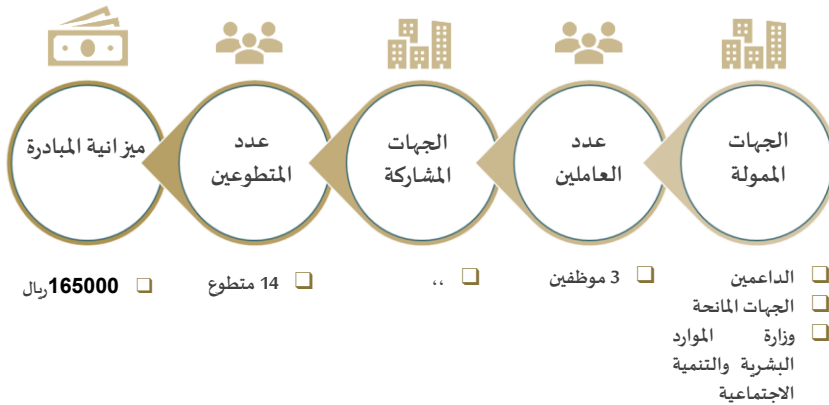 الجهات
الممولة
عدد
العاملين
الجهات
المشاركة
عدد
المتطوعين
ميزانية المبادرة
الداعمين
الجهات المانحة
وزارة الموارد
البشرية والتنمية
الاجتماعية
3 موظفين
،،
14 متطوع
165000ريال